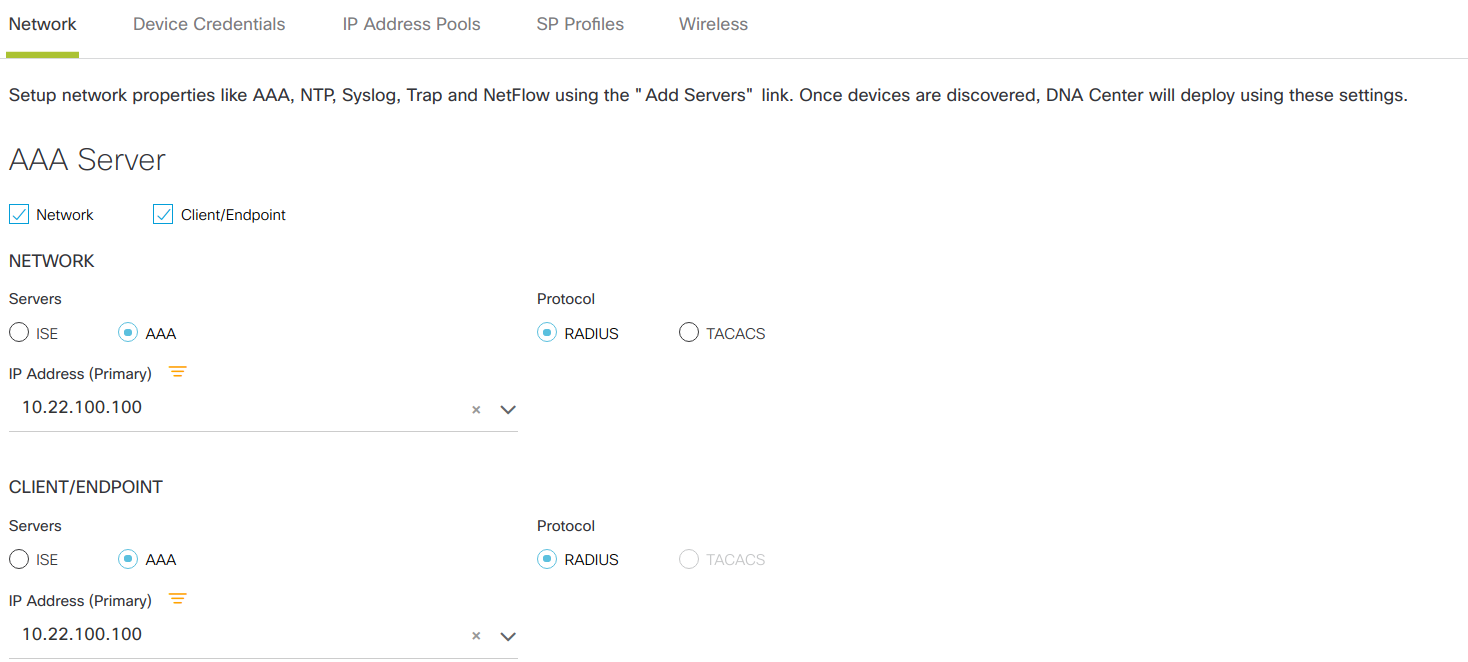 Network Device Credentials IP Address Pools SP Profiles Wireless
Setup network properties like AAA, NTP, Syslog, Trap and NetFlow using the "Add Servers" link. Once devices are discovered, DNA Center will deploy using these settings.
AAA Server
Network Client/Endpoint
NETWORK
Servers Protocol
ISE AAA RADIUS TACACS
IP Address (Primary)
10.22.100.100
CLIENT/ENDPOINT
Servers Protocol
ISE AAA RADIUS TACACS
IP Address (Primary)
10.22.100.100